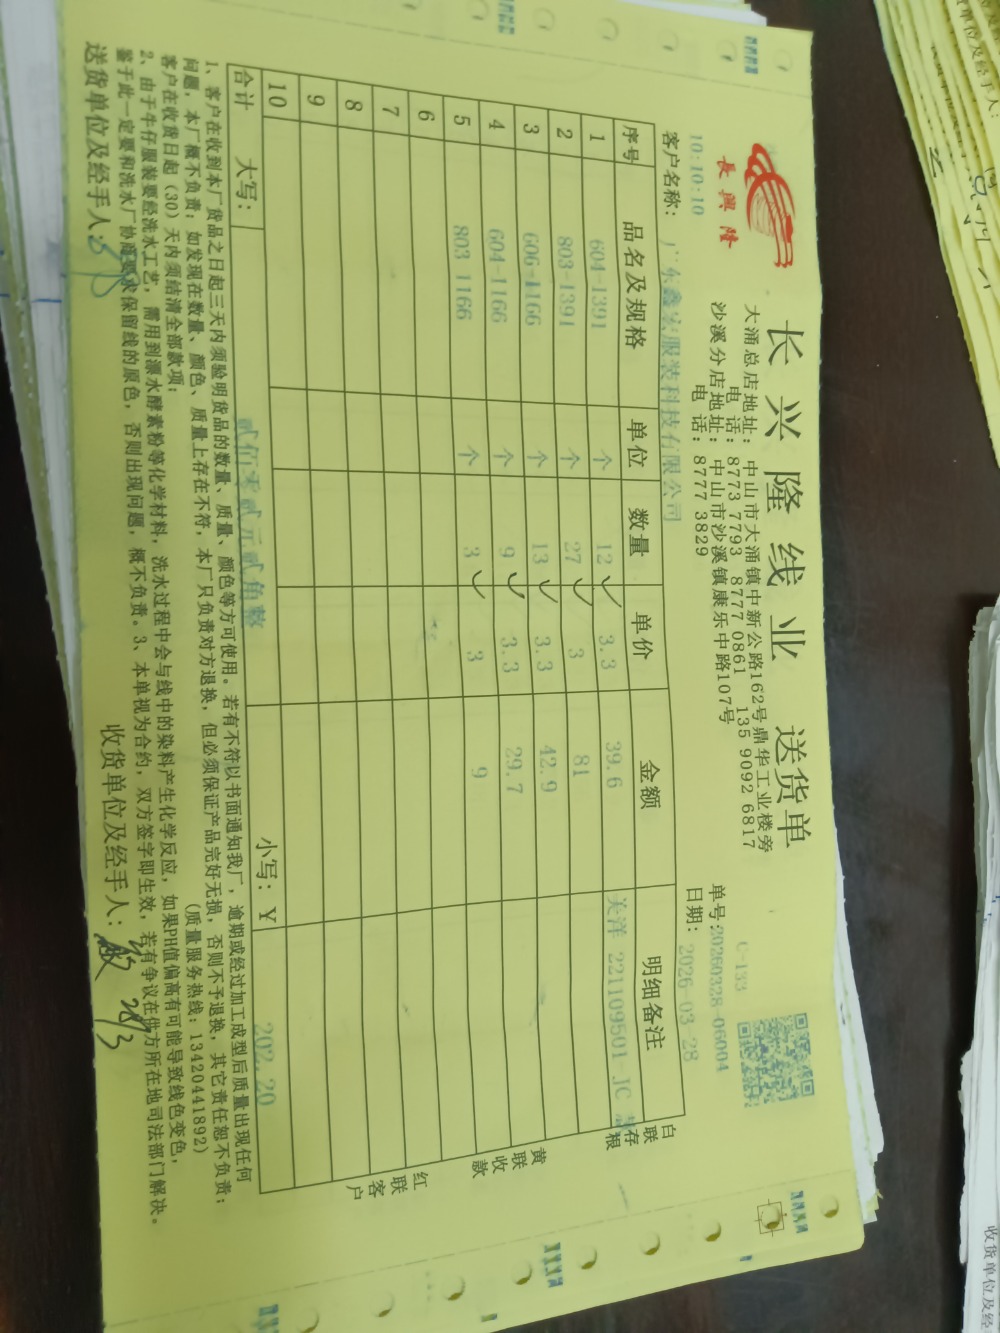 長興隆
长兴隆线业 送货单
大涌总店地址：中山市大涌镇中新公路162号鼎华工业楼旁
电 话：8773 7793 8777 0861 135 9092 6817
沙溪分店地址：中山市沙溪镇康乐中路107号
电 话：8777 3829
C-133
单号：20260328-06004
日期：2026-03-28
10:10:10
客户名称：广东鑫宏服装科技有限公司
序号 品名及规格 单位 数量 单价 金额 明细备注
1 604-1391 个 12 3.3 39.6 美洋 221109501-JC
2 803-1391 个 27 3 81
3 606-1166 个 13 3.3 42.9
4 604-1166 个 9 3.3 29.7
5 803-1166 个 3 3 9
6
7
8
9
10
合计 大写：贰佰零贰元贰角整 小写：Y 202.20
白联存根
黄联收款
红联客户
1、客户在收到本厂货品之日起三天内须验明货品的数量、质量、颜色等方可使用。若有不符以书面通知我厂，逾期或经过加工成型后质量出现任何
问题，本厂概不负责；如发现在数量、颜色、质量上存在不符，本厂只负责对方退换，但必须保证产品完好无损，否则不予退换，其它责任恕不负责；
客户在收货日起（30）天内须结清全部款项； （质量服务热线：13420441892）
2、由于牛仔服装要经洗水工艺，需用到漂水酵素粉等化学材料，洗水过程中会与线中的染料产生化学反应，如果PH值偏高有可能导致线色变色，
鉴于此一定要和洗水厂协商要求保留线的原色，否则出现问题，概不负责。3、本单视为合约，双方签字即生效，若有争议在供方所在地司法部门解决。
送货单位及经手人： 收货单位及经手人： 28/3
收货单位及经